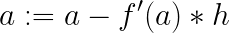 a := a − f′(a) ∗ h